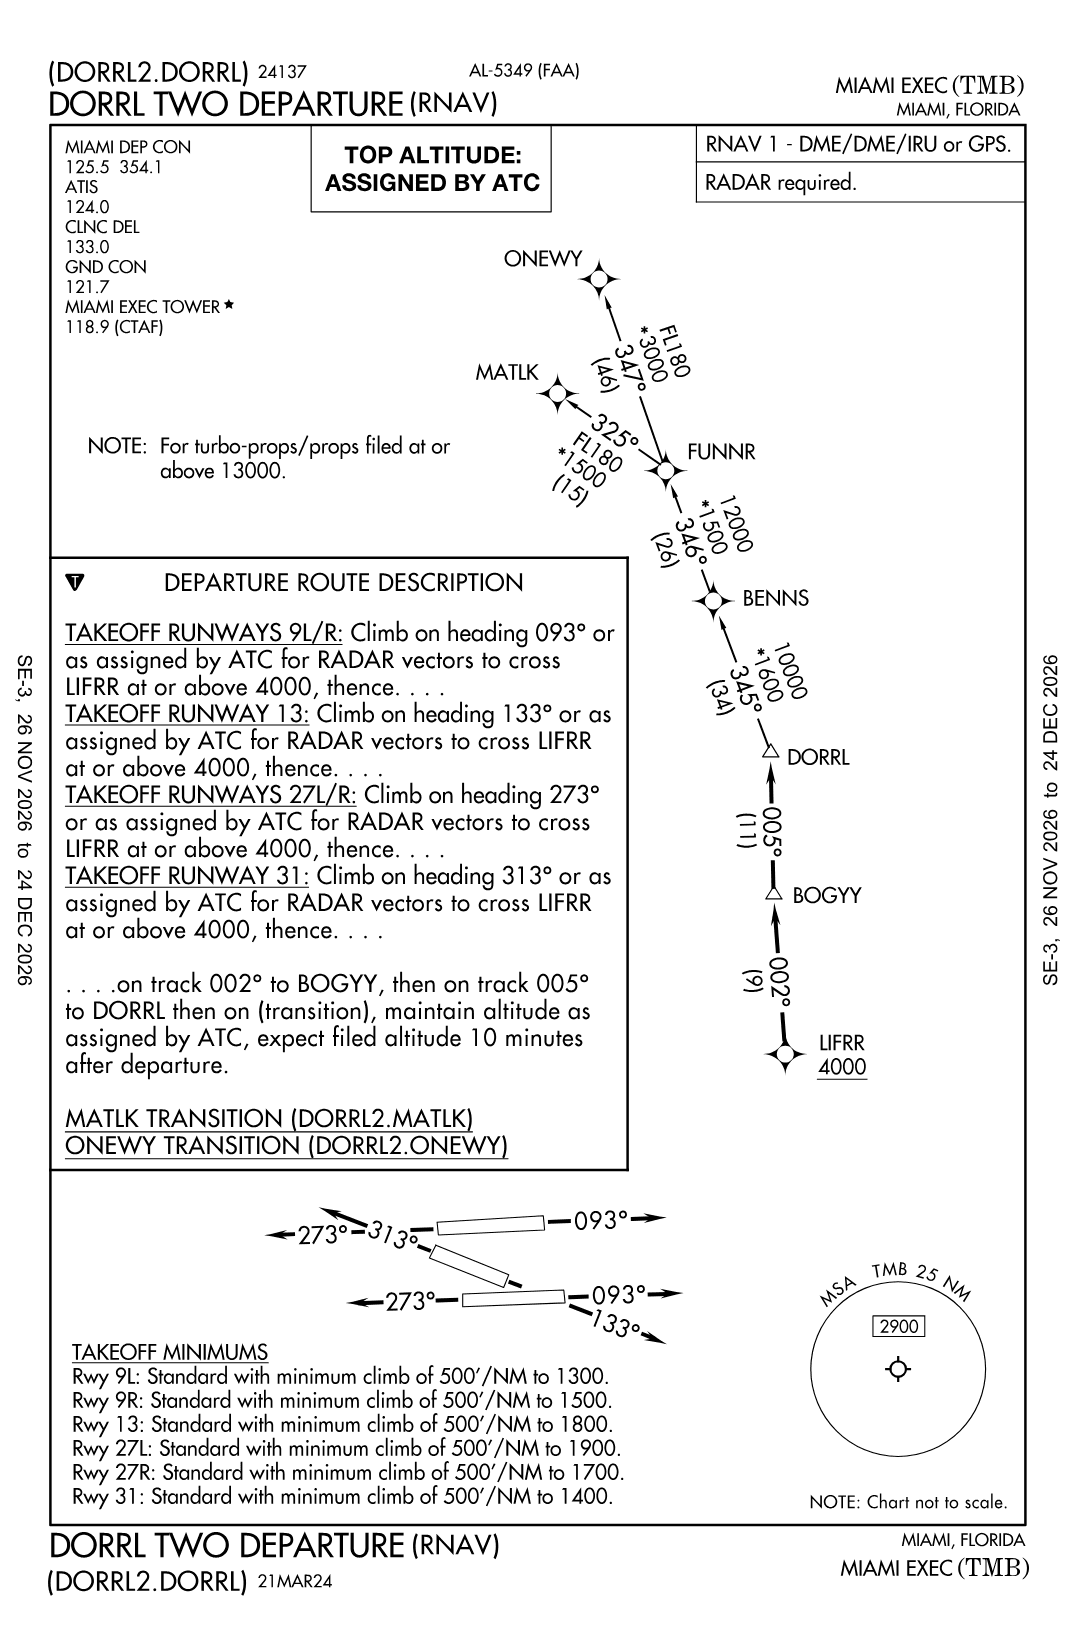 (DORRL2.DORRL) 24137
AL-5349 (FAA)
MIAMI EXEC (TMB)
DORRL TWO DEPARTURE (RNAV)
MIAMI, FLORIDA
MIAMI DEP CON
125.5 354.1
ATIS
124.0
CLNC DEL
133.0
GND CON
121.7
MIAMI EXEC TOWER ★
118.9 (CTAF)
TOP ALTITUDE:
ASSIGNED BY ATC
RNAV 1 - DME/DME/IRU or GPS.
RADAR required.
ONEWY
FL180
*3000
347°
(46)
MATLK
325°
FL180
*1500
(15)
NOTE: For turbo-props/props filed at or
above 13000.
FUNNR
12000
*1500
346°
(26)
BENNS
10000
*1600
345°
(34)
DORRL
005°
(11)
BOGYY
002°
(9)
LIFRR
4000
T
DEPARTURE ROUTE DESCRIPTION
TAKEOFF RUNWAYS 9L/R: Climb on heading 093° or
as assigned by ATC for RADAR vectors to cross
LIFRR at or above 4000, thence. . . .
TAKEOFF RUNWAY 13: Climb on heading 133° or as
assigned by ATC for RADAR vectors to cross LIFRR
at or above 4000, thence. . . .
TAKEOFF RUNWAYS 27L/R: Climb on heading 273°
or as assigned by ATC for RADAR vectors to cross
LIFRR at or above 4000, thence. . . .
TAKEOFF RUNWAY 31: Climb on heading 313° or as
assigned by ATC for RADAR vectors to cross LIFRR
at or above 4000, thence. . . .
. . . .on track 002° to BOGYY, then on track 005°
to DORRL then on (transition), maintain altitude as
assigned by ATC, expect filed altitude 10 minutes
after departure.
MATLK TRANSITION (DORRL2.MATLK)
ONEWY TRANSITION (DORRL2.ONEWY)
SE-3, 26 NOV 2026 to 24 DEC 2026
SE-3, 26 NOV 2026 to 24 DEC 2026
273°
313°
093°
273°
093°
133°
TAKEOFF MINIMUMS
Rwy 9L: Standard with minimum climb of 500'/NM to 1300.
Rwy 9R: Standard with minimum climb of 500'/NM to 1500.
Rwy 13: Standard with minimum climb of 500'/NM to 1800.
Rwy 27L: Standard with minimum climb of 500'/NM to 1900.
Rwy 27R: Standard with minimum climb of 500'/NM to 1700.
Rwy 31: Standard with minimum climb of 500'/NM to 1400.
MSA TMB 25 NM
2900
NOTE: Chart not to scale.
DORRL TWO DEPARTURE (RNAV)
MIAMI, FLORIDA
(DORRL2.DORRL) 21MAR24
MIAMI EXEC (TMB)